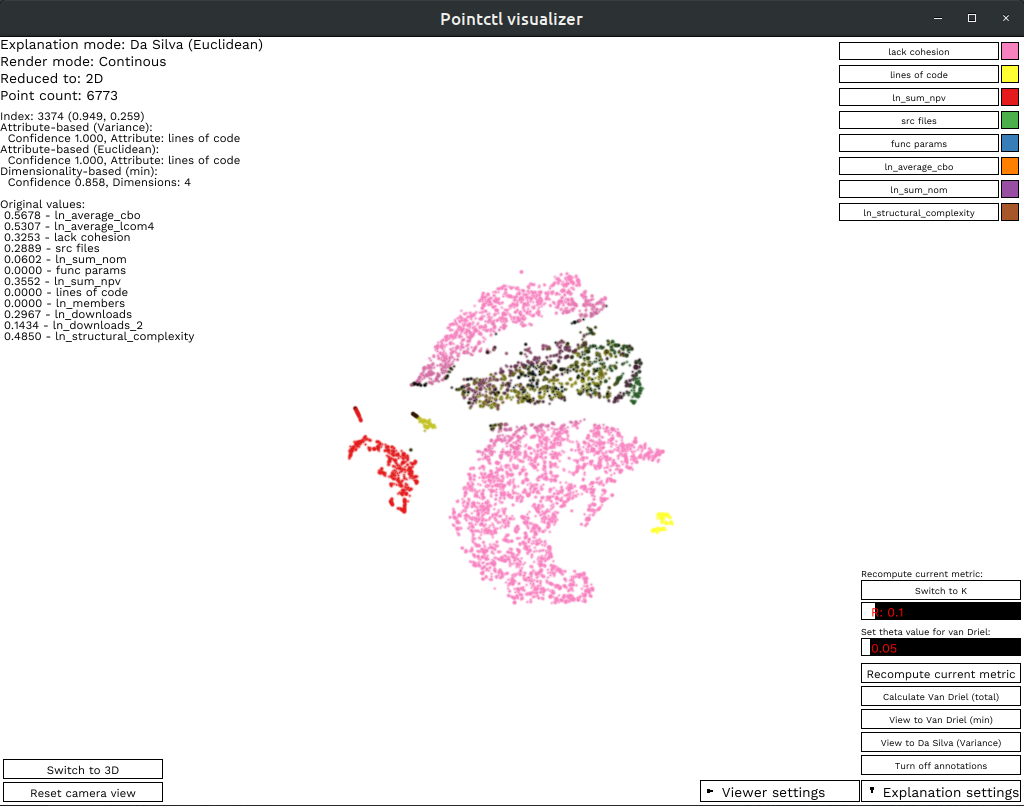 Pointctl visualizer
Explanation mode: Da Silva (Euclidean)
Render mode: Continous
Reduced to: 2D
Point count: 6773
Index: 3374 (0.949, 0.259)
Attribute-based (Variance):
Confidence 1.000, Attribute: lines of code
Attribute-based (Euclidean):
Confidence 1.000, Attribute: lines of code
Dimensionality-based (min):
Confidence 0.858, Dimensions: 4
Original values:
0.5678 - ln_average_cbo
0.5307 - ln_average_lcom4
0.3253 - lack cohesion
0.2889 - src files
0.0602 - ln_sum_nom
0.0000 - func params
0.3552 - ln_sum_npv
0.0000 - lines of code
0.0000 - ln_members
0.2967 - ln_downloads
0.1434 - ln_downloads_2
0.4850 - ln_structural_complexity
lack cohesion
lines of code
ln_sum_npv
src files
func params
ln_average_cbo
ln_sum_nom
ln_structural_complexity
Recompute current metric:
Switch to K
R: 0.1
Set theta value for van Driel:
0.05
Recompute current metric
Calculate Van Driel (total)
View to Van Driel (min)
View to Da Silva (Variance)
Turn off annotations
Switch to 3D
Reset camera view
Viewer settings
Explanation settings